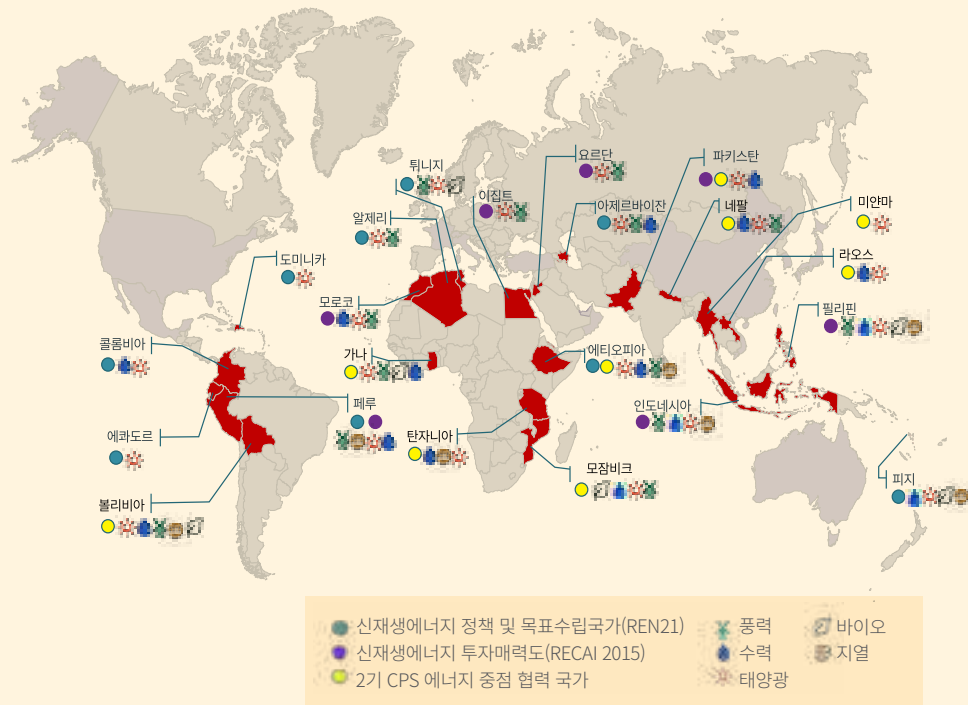 튀니지
요르단
파키스탄
이집트
아제르바이잔
네팔
미얀마
알제리
라오스
도미니카
모로코
필리핀
콜롬비아
가나
에티오피아
페루
인도네시아
에콰도르
탄자니아
모잠비크
피지
볼리비아
신재생에너지 정책 및 목표수립국가(REN21)
신재생에너지 투자매력도(RECAI 2015)
2기 CPS 에너지 중점 협력 국가
풍력
수력
태양광
바이오
지열